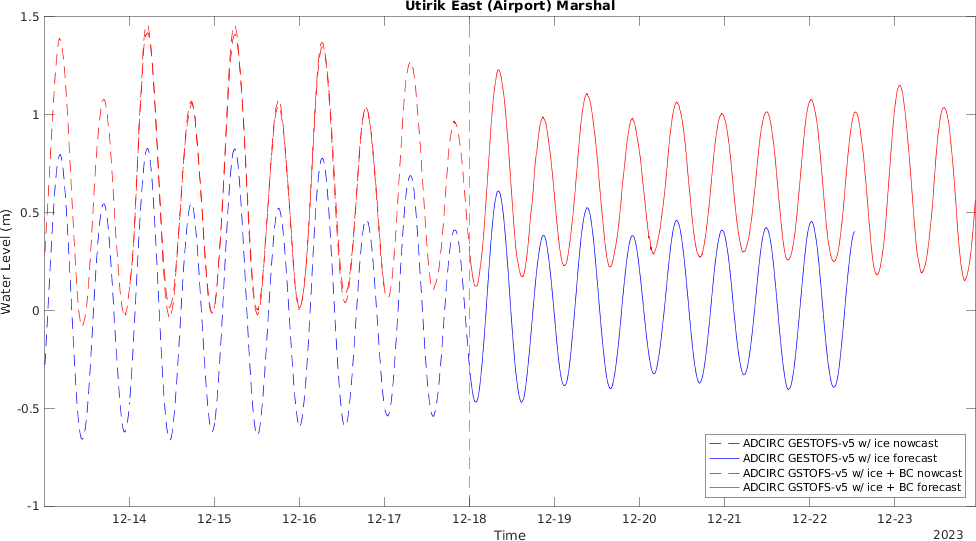 Utirik East (Airport) Marshal
1.5
1
0.5
0
-0.5
-1
Water Level (m)
12-14 12-15 12-16 12-17 12-18 12-19 12-20 12-21 12-22 12-23
Time
2023
ADCIRC GESTOFS-v5 w/ ice nowcast
ADCIRC GESTOFS-v5 w/ ice forecast
ADCIRC GSTOFS-v5 w/ ice + BC nowcast
ADCIRC GSTOFS-v5 w/ ice + BC forecast